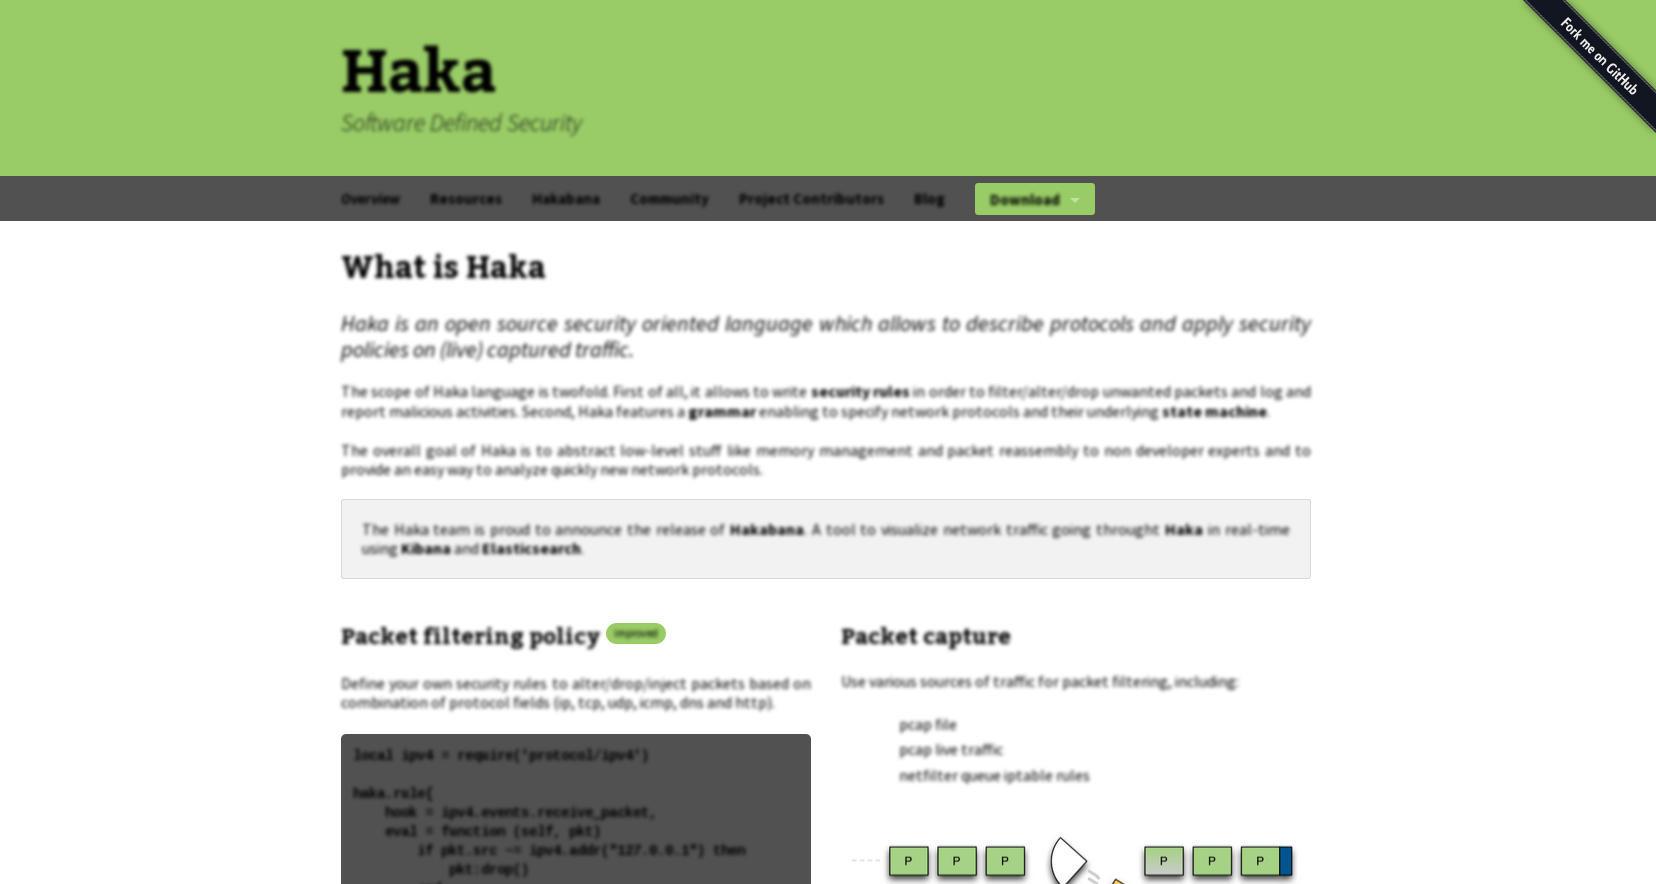 Haka
Software Defined Security
Fork me on GitHub
Overview Resources Hakabana Community Project Contributors Blog Download
What is Haka
Haka is an open source security oriented language which allows to describe protocols and apply security
policies on (live) captured traffic.
The scope of Haka language is twofold. First of all, it allows to write security rules in order to filter/alter/drop unwanted packets and log and
report malicious activities. Second, Haka features a grammar enabling to specify network protocols and their underlying state machine.
The overall goal of Haka is to abstract low-level stuff like memory management and packet reassembly to non developer experts and to
provide an easy way to analyze quickly new network protocols.
The Haka team is proud to announce the release of Hakabana. A tool to visualize network traffic going throught Haka in real-time
using Kibana and Elasticsearch.
Packet filtering policy improved
Define your own security rules to alter/drop/inject packets based on
combination of protocol fields (ip, tcp, udp, icmp, dns and http).
local ipv4 = require('protocol/ipv4')
haka.rule{
hook = ipv4.events.receive_packet,
eval = function (self, pkt)
if pkt.src ~= ipv4.addr("127.0.0.1") then
pkt:drop()
Packet capture
Use various sources of traffic for packet filtering, including:
pcap file
pcap live traffic
netfilter queue iptable rules
P P P P P P